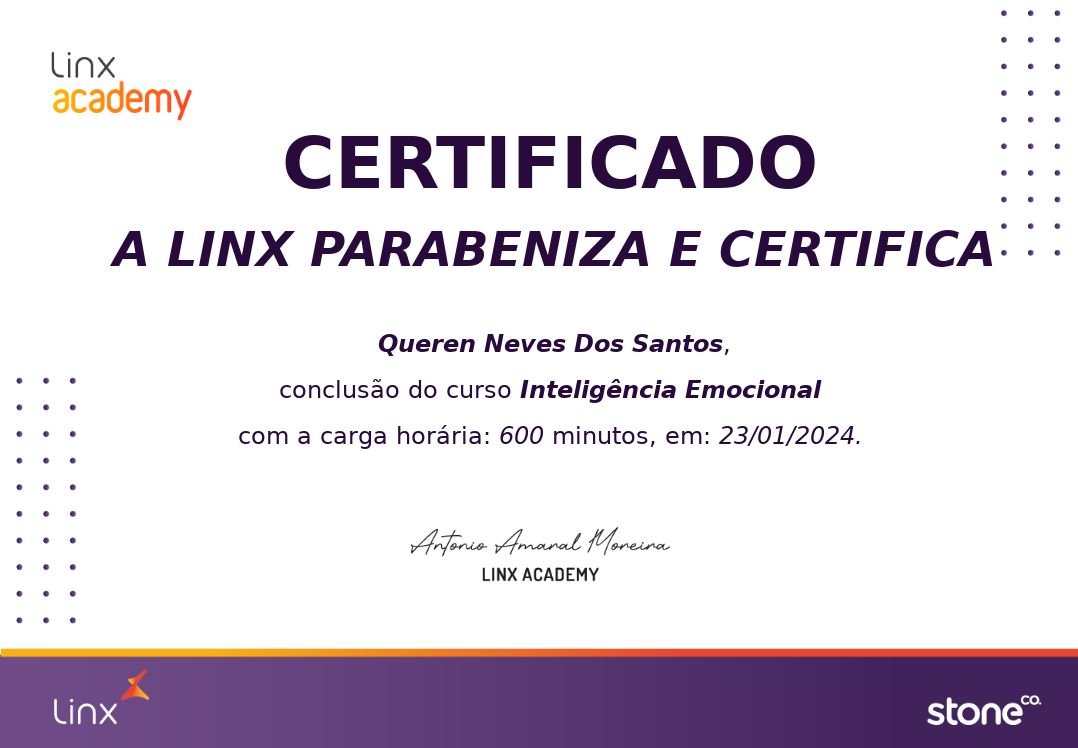 Linx
academy
CERTIFICADO
A LINX PARABENIZA E CERTIFICA
Queren Neves Dos Santos,
conclusão do curso Inteligência Emocional
com a carga horária: 600 minutos, em: 23/01/2024.
Antonio Amaral Moreira
LINX ACADEMY
Linx
stone co.